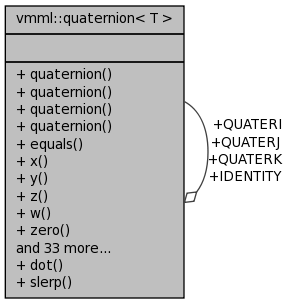 vmml::quaternion< T >
+ quaternion()
+ quaternion()
+ quaternion()
+ quaternion()
+ equals()
+ x()
+ y()
+ z()
+ w()
+ zero()
and 33 more...
+ dot()
+ slerp()
+QUATERI
+QUATERJ
+QUATERK
+IDENTITY